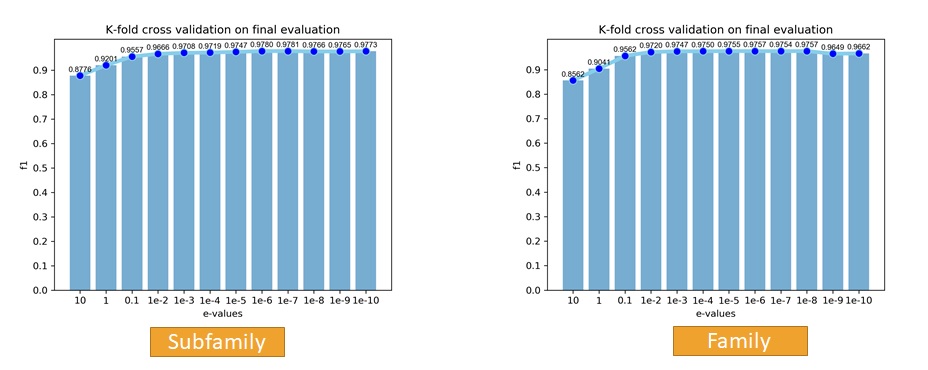 K-fold cross validation on final evaluation
0.8776 0.9201 0.9557 0.9666 0.9708 0.9719 0.9747 0.9780 0.9781 0.9766 0.9765 0.9773
0.9
0.8
0.7
0.6
0.5
0.4
0.3
0.2
0.1
0.0
f1
10 1 0.1 1e-2 1e-3 1e-4 1e-5 1e-6 1e-7 1e-8 1e-9 1e-10
e-values
Subfamily
K-fold cross validation on final evaluation
0.8562 0.9041 0.9562 0.9720 0.9747 0.9750 0.9755 0.9757 0.9754 0.9757 0.9649 0.9662
0.9
0.8
0.7
0.6
0.5
0.4
0.3
0.2
0.1
0.0
f1
10 1 0.1 1e-2 1e-3 1e-4 1e-5 1e-6 1e-7 1e-8 1e-9 1e-10
e-values
Family